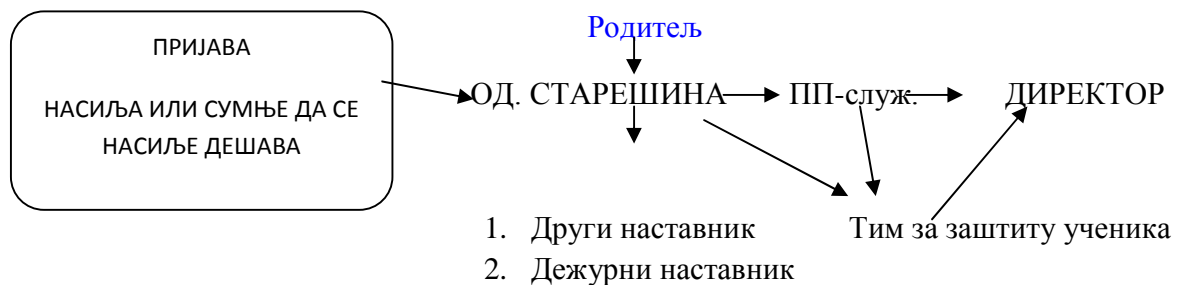 ПРИЈАВА
НАСИЉА ИЛИ СУМЊЕ ДА СЕ
НАСИЉЕ ДЕШАВА
Родитељ
ОД. СТАРЕШИНА ПП-служ. ДИРЕКТОР
1. Други наставник Тим за заштиту ученика
2. Дежурни наставник